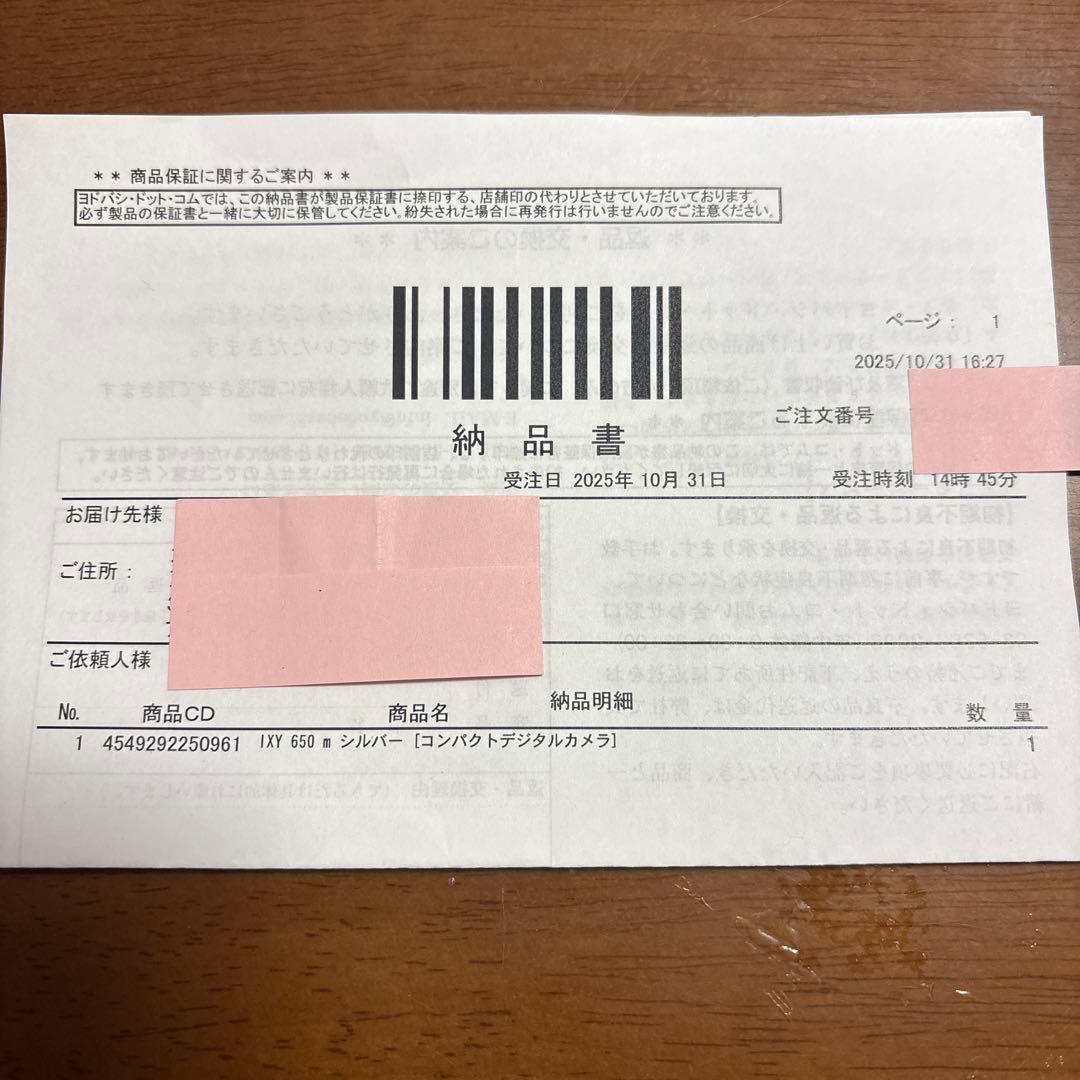 ** 商品保証に関するご案内 **
ヨドバシ・ドット・コムでは、この納品書が製品保証書に捺印する、店舗印の代わりとさせていただいております。
必ず製品の保証書と一緒に大切に保管してください。紛失された場合に再発行は行いませんのでご注意ください。
ページ： 1
2025/10/31 16:27
ご注文番号
納品書
受注日 2025年10月31日 受注時刻 14時45分
お届け先様
ご住所：
ご依頼人様
納品明細
No. 商品CD 商品名 数量
1 4549292250961 IXY 650 m シルバー [コンパクトデジタルカメラ] 1